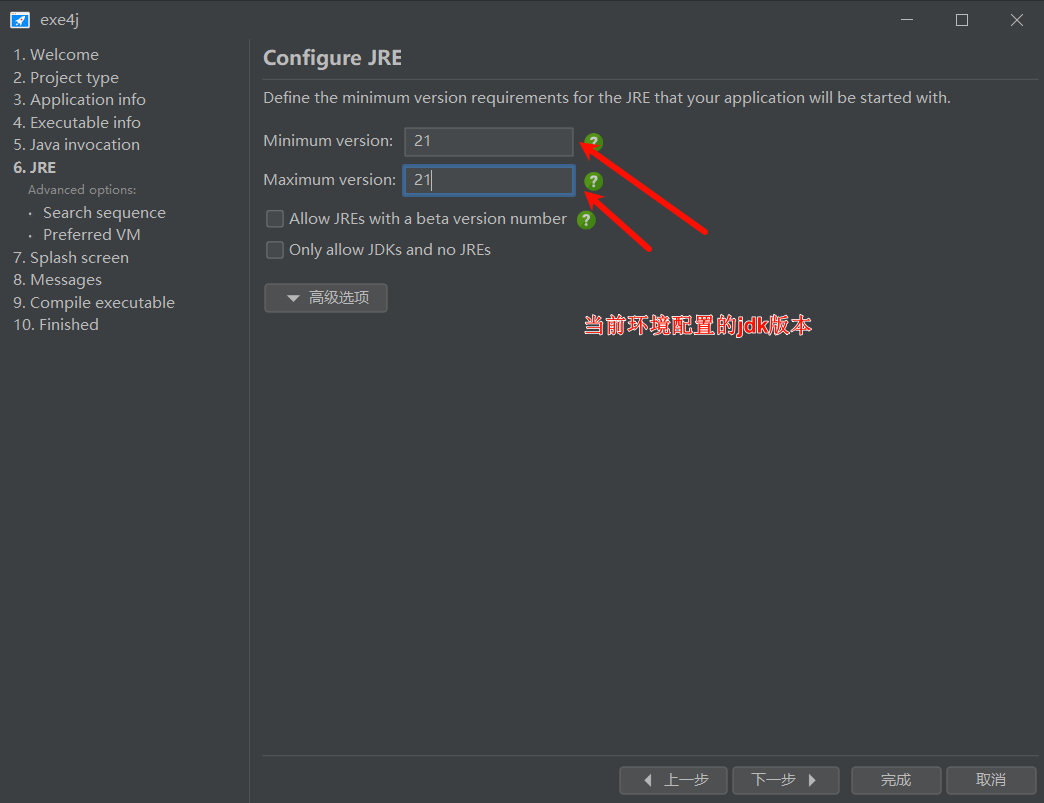 exe4j
1. Welcome
2. Project type
3. Application info
4. Executable info
5. Java invocation
6. JRE
Advanced options:
· Search sequence
· Preferred VM
7. Splash screen
8. Messages
9. Compile executable
10. Finished
Configure JRE
Define the minimum version requirements for the JRE that your application will be started with.
Minimum version: 21 ?
Maximum version: 21 ?
Allow JREs with a beta version number ?
Only allow JDKs and no JREs
高级选项
当前环境配置的jdk版本
上一步 下一步 完成 取消